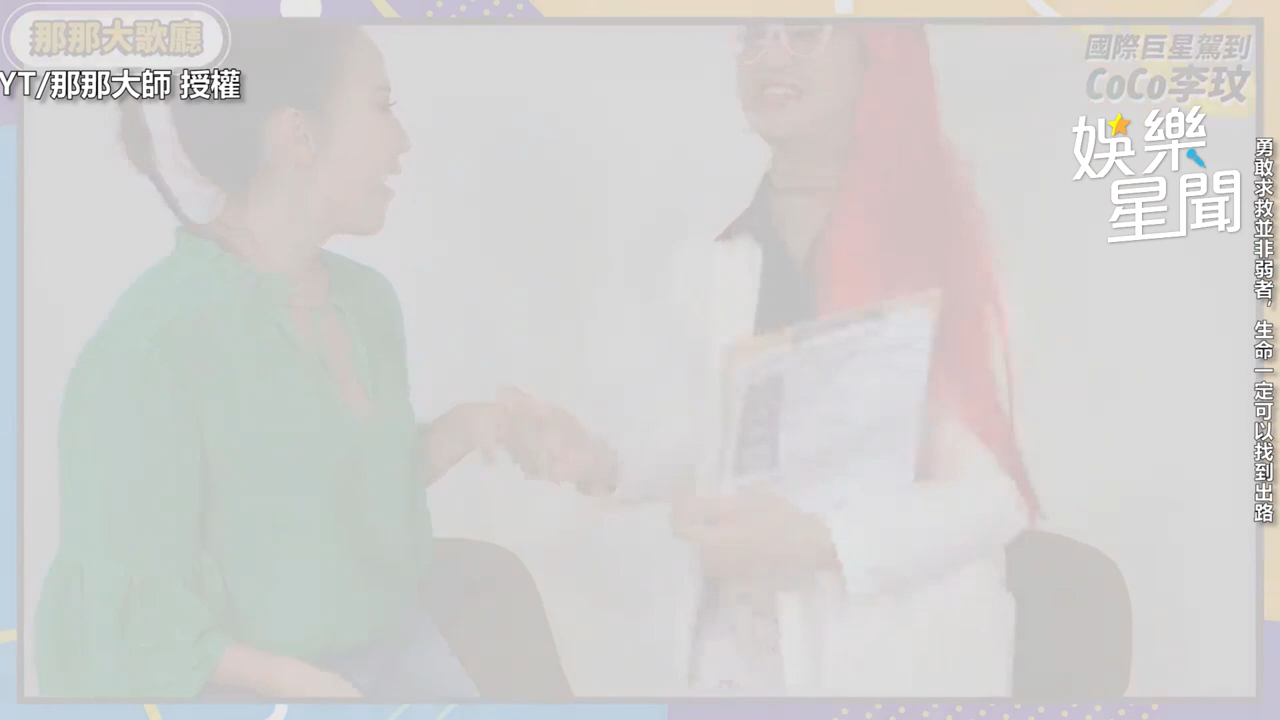 那那大歌廳
YT/那那大師 授權
國際巨星駕到
CoCo李玟
娛樂
星聞
勇敢求救並非弱者，生命一定可以找到出路